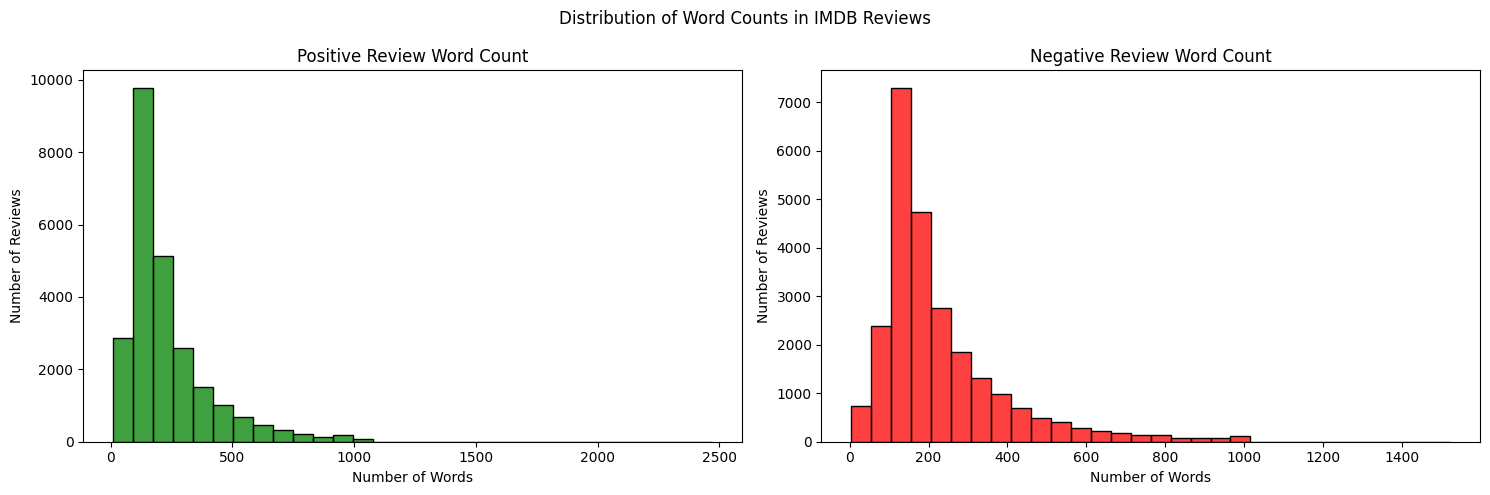 Distribution of Word Counts in IMDB Reviews
Positive Review Word Count
10000
8000
6000
4000
2000
0
Number of Reviews
0 500 1000 1500 2000 2500
Number of Words
Negative Review Word Count
7000
6000
5000
4000
3000
2000
1000
0
Number of Reviews
0 200 400 600 800 1000 1200 1400
Number of Words